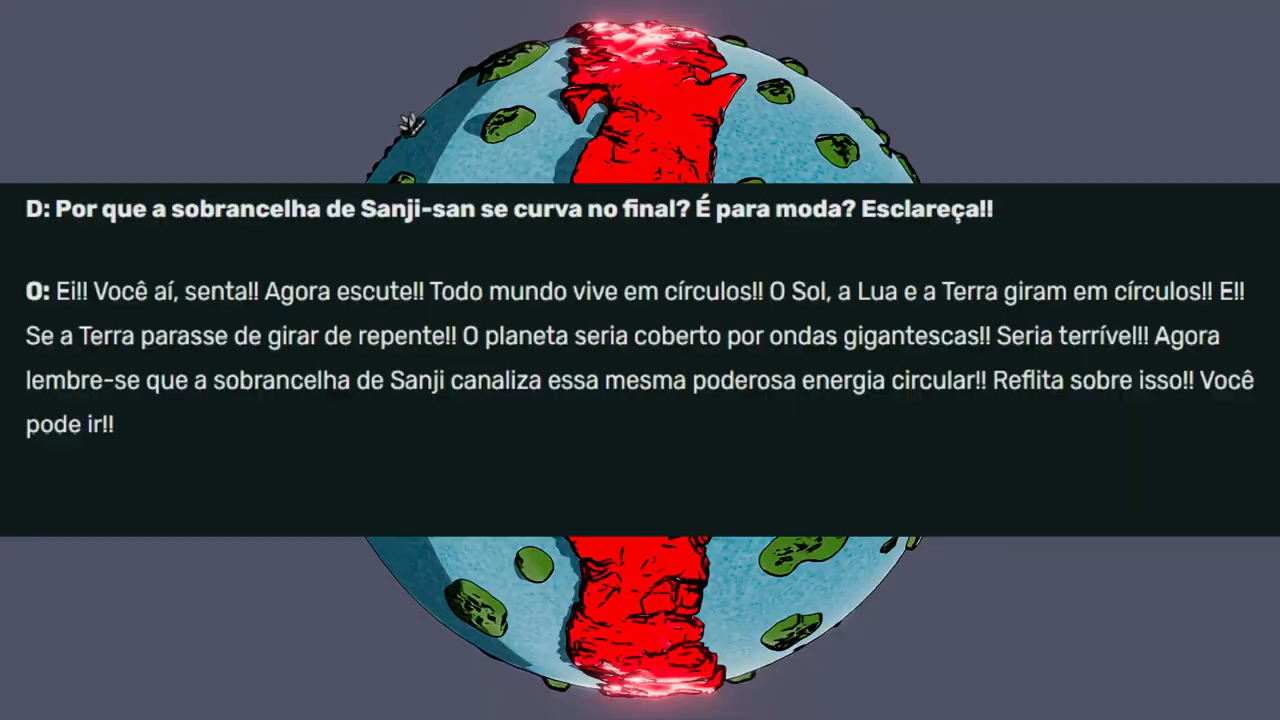 D: Por que a sobrancelha de Sanji-san se curva no final? É para moda? Esclareça!!
O: Ei!! Você aí, senta!! Agora escute!! Todo mundo vive em círculos!! O Sol, a Lua e a Terra giram em círculos!! E!!
Se a Terra parasse de girar de repente!! O planeta seria coberto por ondas gigantescas!! Seria terrível!! Agora
lembre-se que a sobrancelha de Sanji canaliza essa mesma poderosa energia circular!! Reflita sobre isso!! Você
pode ir!!